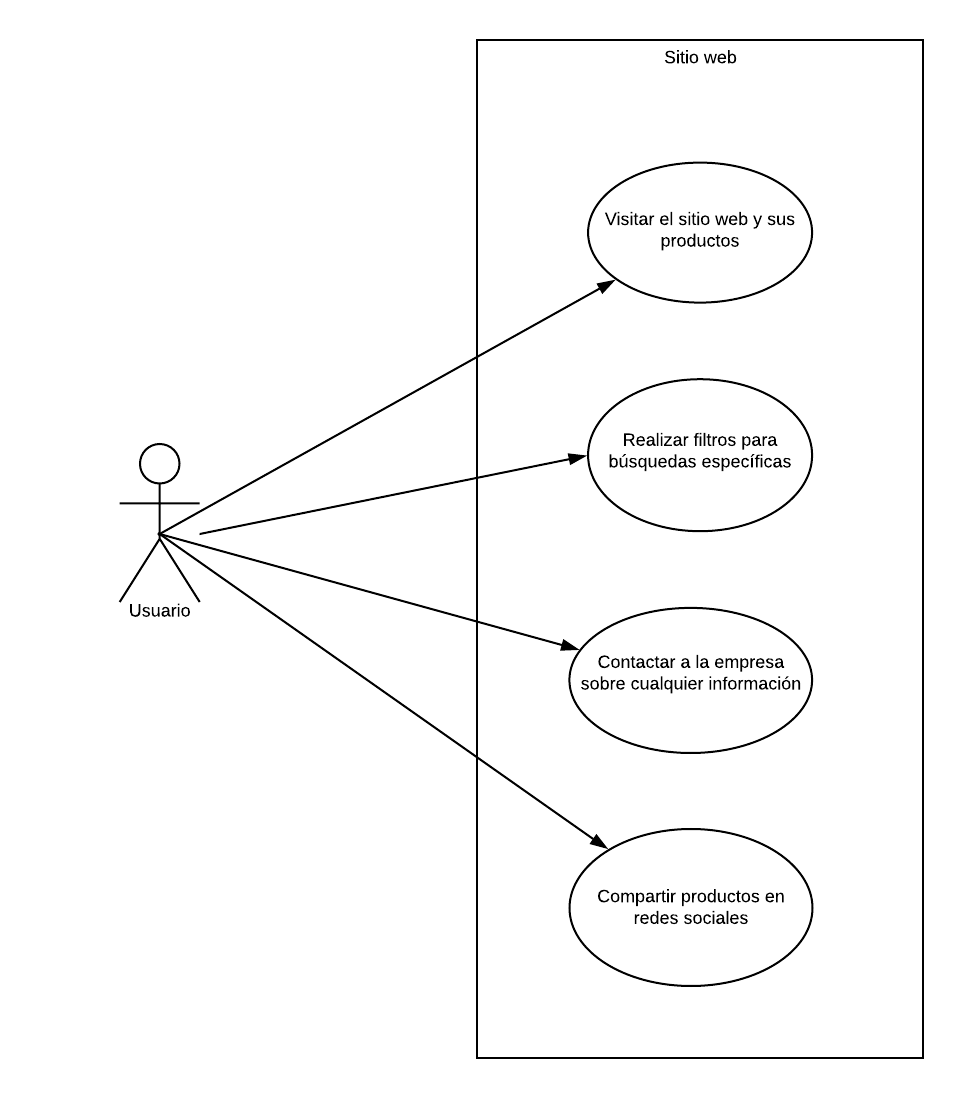 Sitio web
Visitar el sitio web y sus
productos
Realizar filtros para
búsquedas específicas
Usuario
Contactar a la empresa
sobre cualquier información
Compartir productos en
redes sociales